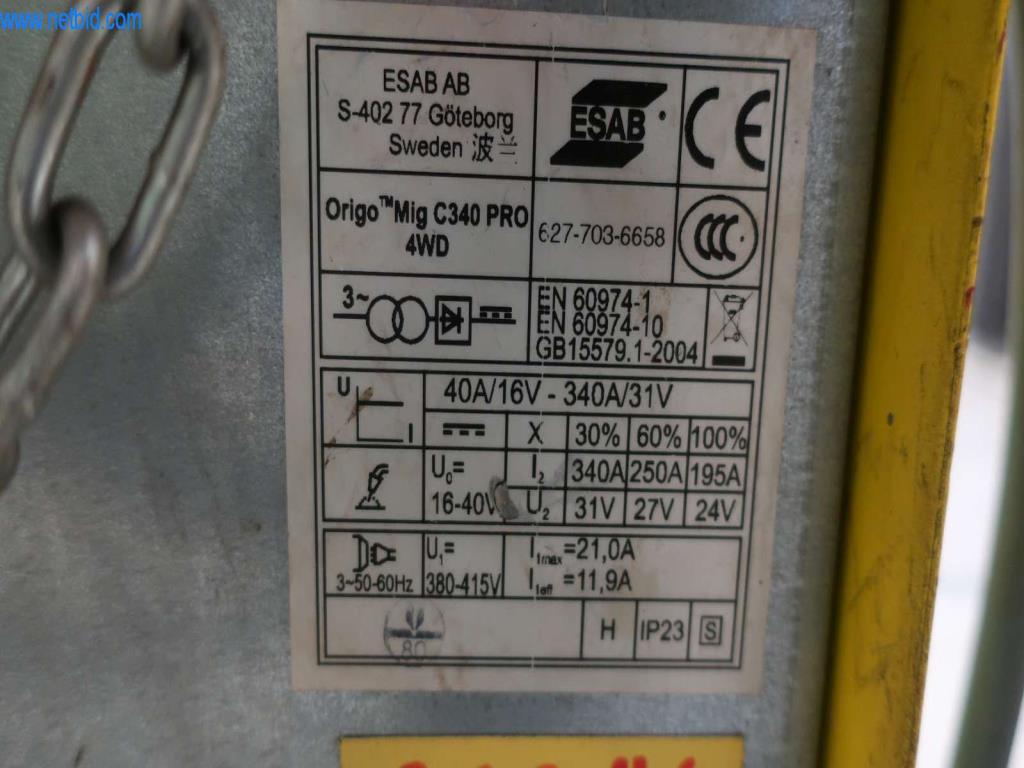 www.netbid.com
ESAB AB
S-402 77 Göteborg
Sweden 波兰
ESAB
CE
Origo™Mig C340 PRO
4WD
627-703-6658
CCC
3~
EN 60974-1
EN 60974-10
GB15579.1-2004
U
I
40A/16V - 340A/31V
X 30% 60% 100%
U0=
16-40V
I2 340A 250A 195A
U2 31V 27V 24V
3~50-60Hz
U1=
380-415V
I1max=21,0A
I1eff=11,9A
80
H IP23 S